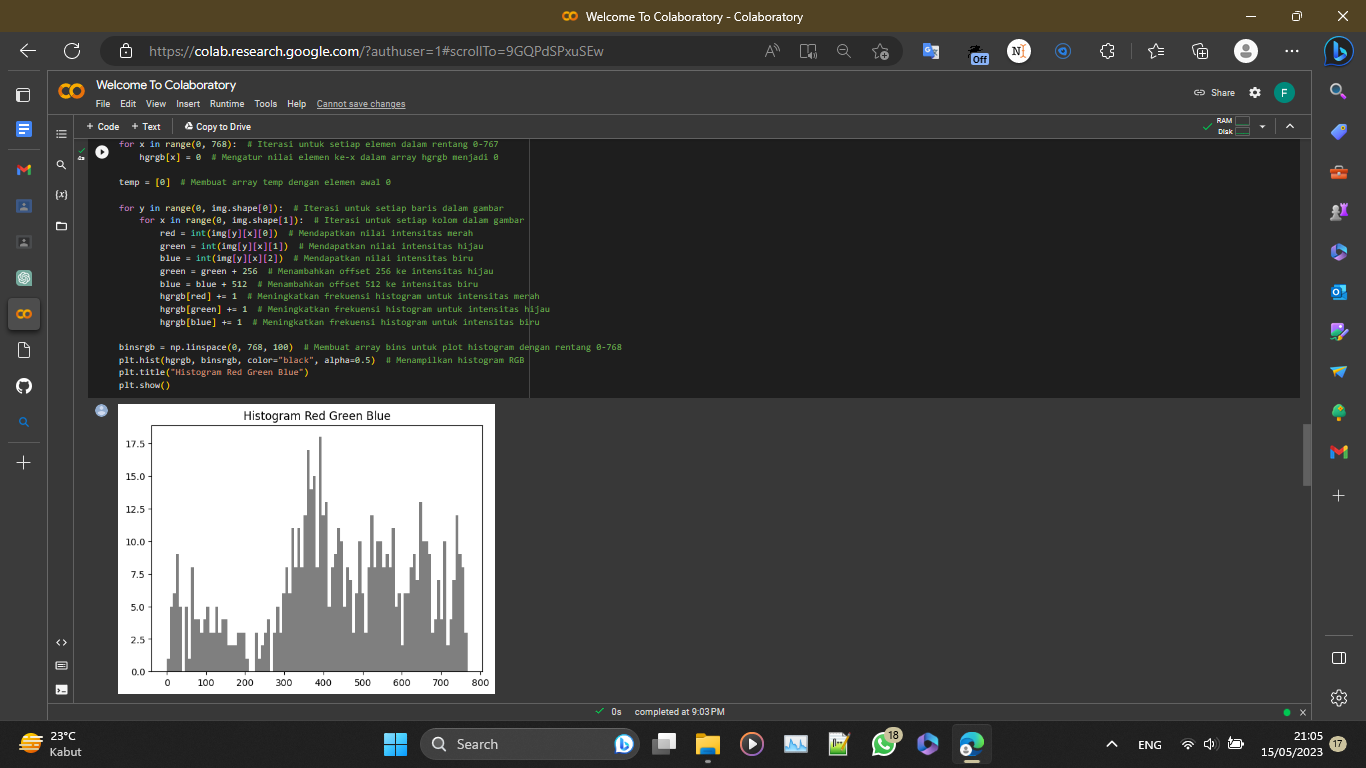 Welcome To Colaboratory - Colaboratory
https://colab.research.google.com/?authuser=1#scrollTo=9GQPdSPxuSEw
Off
Welcome To Colaboratory
File Edit View Insert Runtime Tools Help Cannot save changes
Share
F
+ Code + Text Copy to Drive
RAM
Disk
4s
for x in range(0, 768):  # Iterasi untuk setiap elemen dalam rentang 0-767
    hgrgb[x] = 0  # Mengatur nilai elemen ke-x dalam array hgrgb menjadi 0
temp = [0]  # Membuat array temp dengan elemen awal 0
for y in range(0, img.shape[0]):  # Iterasi untuk setiap baris dalam gambar
    for x in range(0, img.shape[1]):  # Iterasi untuk setiap kolom dalam gambar
        red = int(img[y][x][0])  # Mendapatkan nilai intensitas merah
        green = int(img[y][x][1])  # Mendapatkan nilai intensitas hijau
        blue = int(img[y][x][2])  # Mendapatkan nilai intensitas biru
        green = green + 256  # Menambahkan offset 256 ke intensitas hijau
        blue = blue + 512  # Menambahkan offset 512 ke intensitas biru
        hgrgb[red] += 1  # Meningkatkan frekuensi histogram untuk intensitas merah
        hgrgb[green] += 1  # Meningkatkan frekuensi histogram untuk intensitas hijau
        hgrgb[blue] += 1  # Meningkatkan frekuensi histogram untuk intensitas biru
binsrgb = np.linspace(0, 768, 100)  # Membuat array bins untuk plot histogram dengan rentang 0-768
plt.hist(hgrgb, binsrgb, color="black", alpha=0.5)  # Menampilkan histogram RGB
plt.title("Histogram Red Green Blue")
plt.show()
Histogram Red Green Blue
17.5
15.0
12.5
10.0
7.5
5.0
2.5
0.0
0 100 200 300 400 500 600 700 800
0s completed at 9:03 PM
23°C
Kabut
Search
18
ENG
21:05
15/05/2023
17